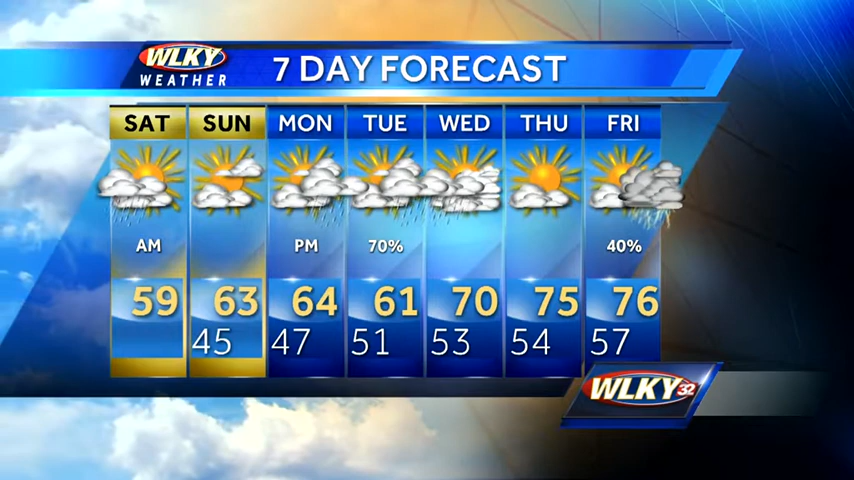 WLKY
WEATHER
7 DAY FORECAST
SAT SUN MON TUE WED THU FRI
AM PM 70% 40%
59 63 64 61 70 75 76
45 47 51 53 54 57
WLKY 32